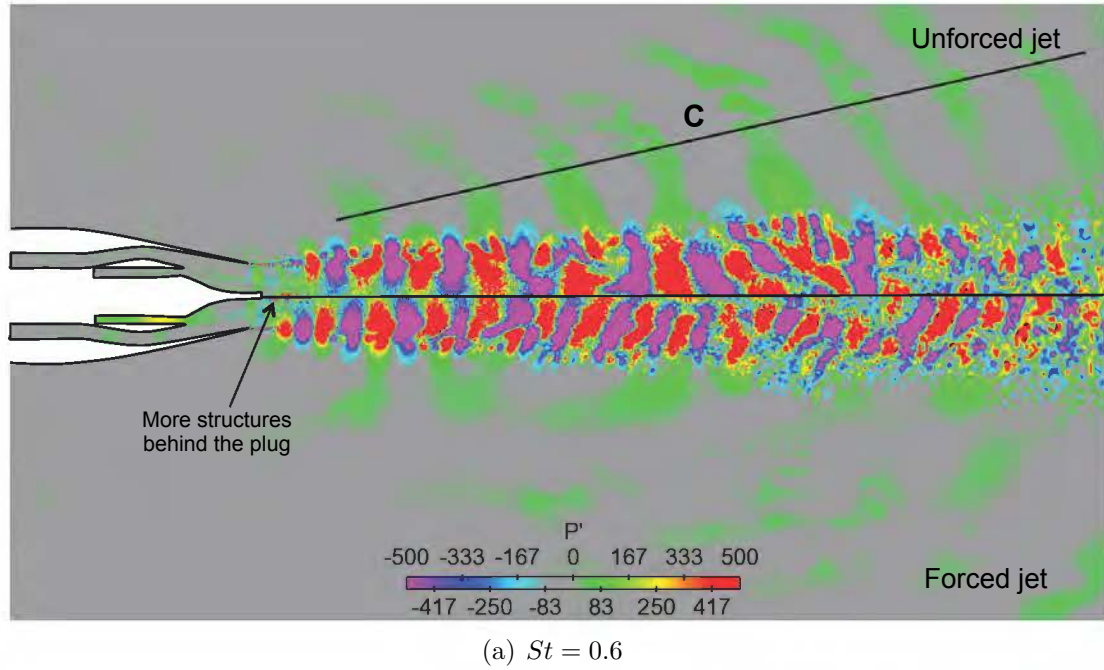 Unforced jet
C
More structures
behind the plug
P'
-500 -333 -167 0 167 333 500
-417 -250 -83 83 250 417
Forced jet
(a) St = 0.6